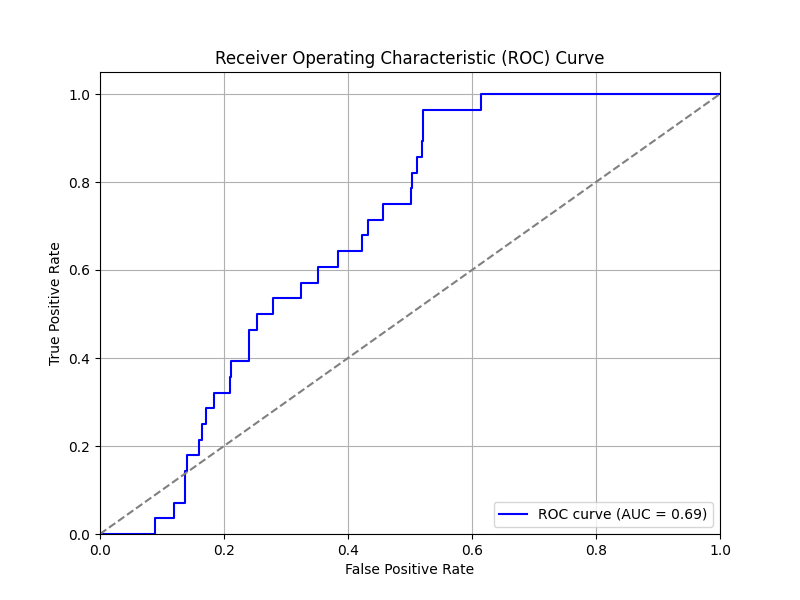 Receiver Operating Characteristic (ROC) Curve
True Positive Rate
1.0
0.8
0.6
0.4
0.2
0.0
0.0 0.2 0.4 0.6 0.8 1.0
False Positive Rate
ROC curve (AUC = 0.69)